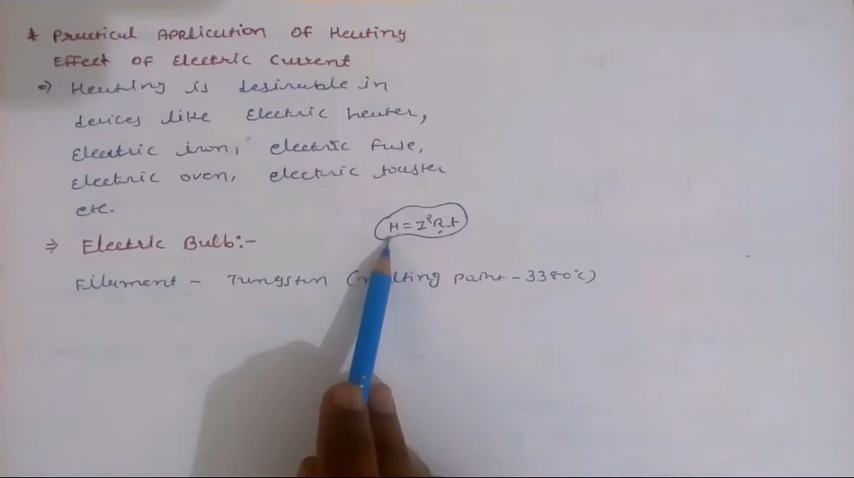 * Practical Application Of Heating
Effect Of Electric Current
⇒ Heating is desirable in
devices like Electric heater,
Electric iron, electric fuse,
Electric oven, electric toaster
etc.
H = I²Rt
⇒ Electric Bulb:-
Filament - Tungsten (melting point - 3380°C)